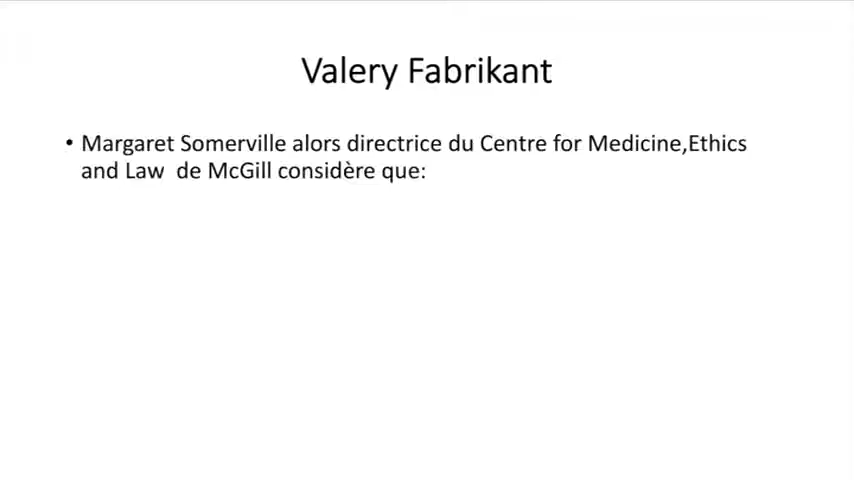 Valery Fabrikant
• Margaret Somerville alors directrice du Centre for Medicine,Ethics
and Law  de McGill considère que: